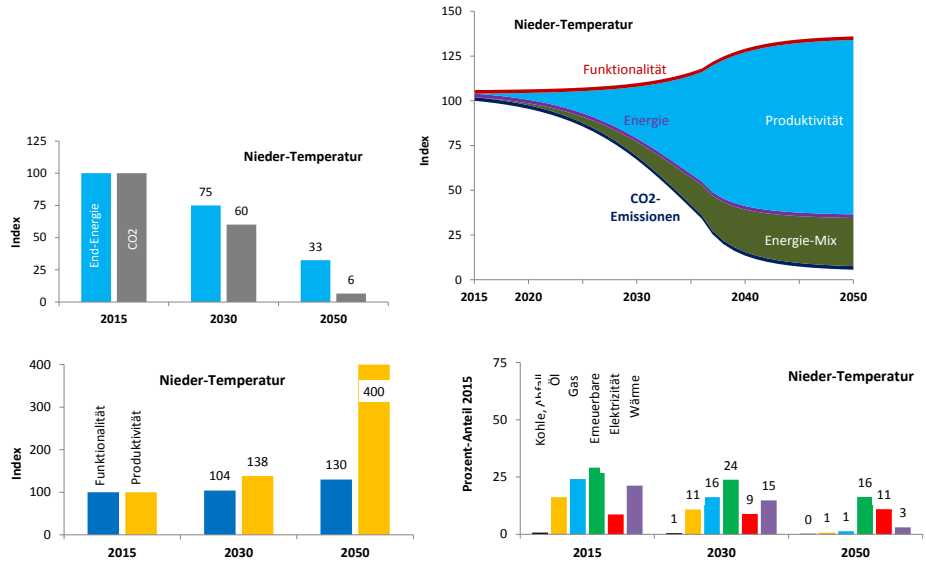 Nieder-Temperatur
125
100
75
50
25
0
Index
End-Energie
CO2
75
60
33
6
2015
2030
2050
Nieder-Temperatur
150
125
100
75
50
25
0
Index
Funktionalität
Energie
Produktivität
CO2-
Emissionen
Energie-Mix
2015
2020
2030
2040
2050
Nieder-Temperatur
400
300
200
100
0
Index
Funktionalität
Produktivität
104
138
130
400
2015
2030
2050
Nieder-Temperatur
75
50
25
0
Prozent-Anteil 2015
Kohle, Abfall
Öl
Gas
Erneuerbare
Elektrizität
Wärme
1
11
16
24
9
15
0
1
1
16
11
3
2015
2030
2050